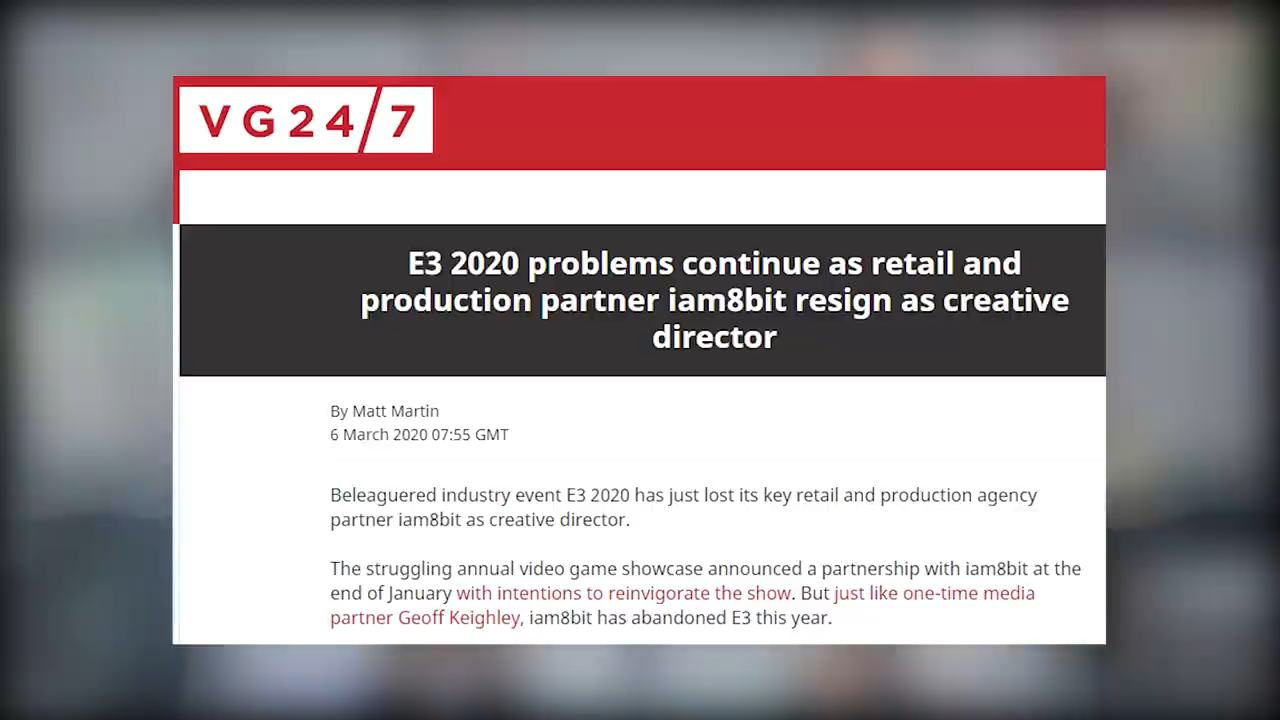 VG24/7
E3 2020 problems continue as retail and
production partner iam8bit resign as creative
director
By Matt Martin
6 March 2020 07:55 GMT
Beleaguered industry event E3 2020 has just lost its key retail and production agency
partner iam8bit as creative director.
The struggling annual video game showcase announced a partnership with iam8bit at the
end of January with intentions to reinvigorate the show. But just like one-time media
partner Geoff Keighley, iam8bit has abandoned E3 this year.